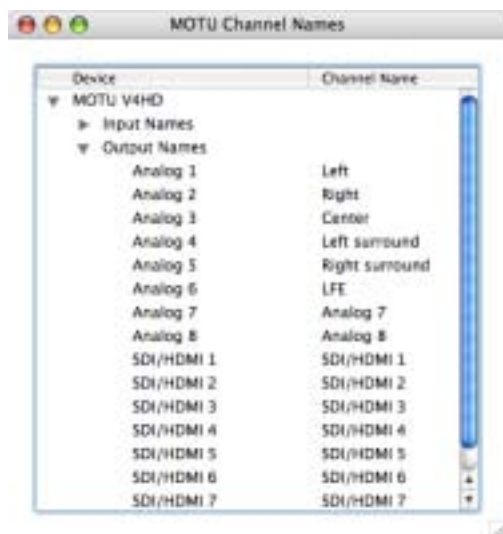 MOTU Channel Names
Device Channel Name
MOTU V4HD
Input Names
Output Names
Analog 1 Left
Analog 2 Right
Analog 3 Center
Analog 4 Left surround
Analog 5 Right surround
Analog 6 LFE
Analog 7 Analog 7
Analog 8 Analog 8
SDI/HDMI 1 SDI/HDMI 1
SDI/HDMI 2 SDI/HDMI 2
SDI/HDMI 3 SDI/HDMI 3
SDI/HDMI 4 SDI/HDMI 4
SDI/HDMI 5 SDI/HDMI 5
SDI/HDMI 6 SDI/HDMI 6
SDI/HDMI 7 SDI/HDMI 7